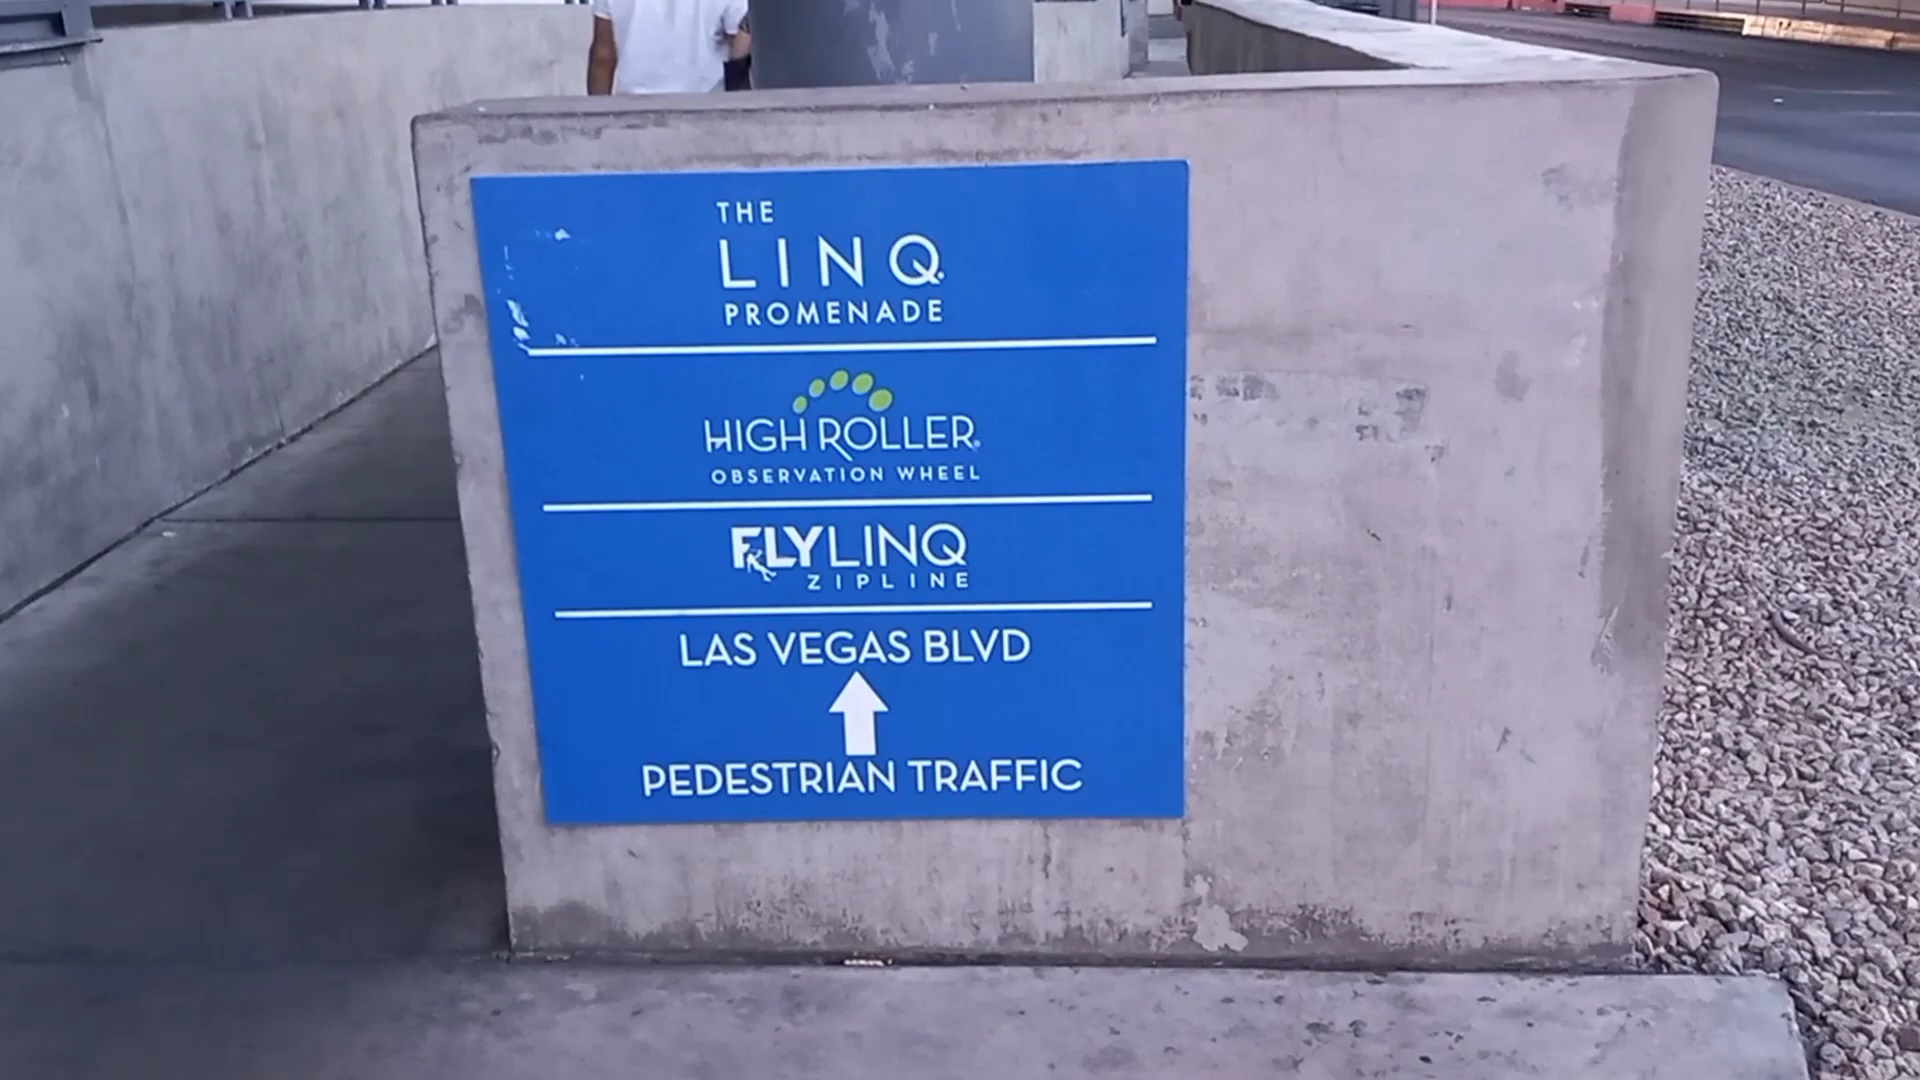 THE
LINQ
PROMENADE
HIGH ROLLER®
OBSERVATION WHEEL
FLYLINQ
ZIPLINE
LAS VEGAS BLVD
PEDESTRIAN TRAFFIC